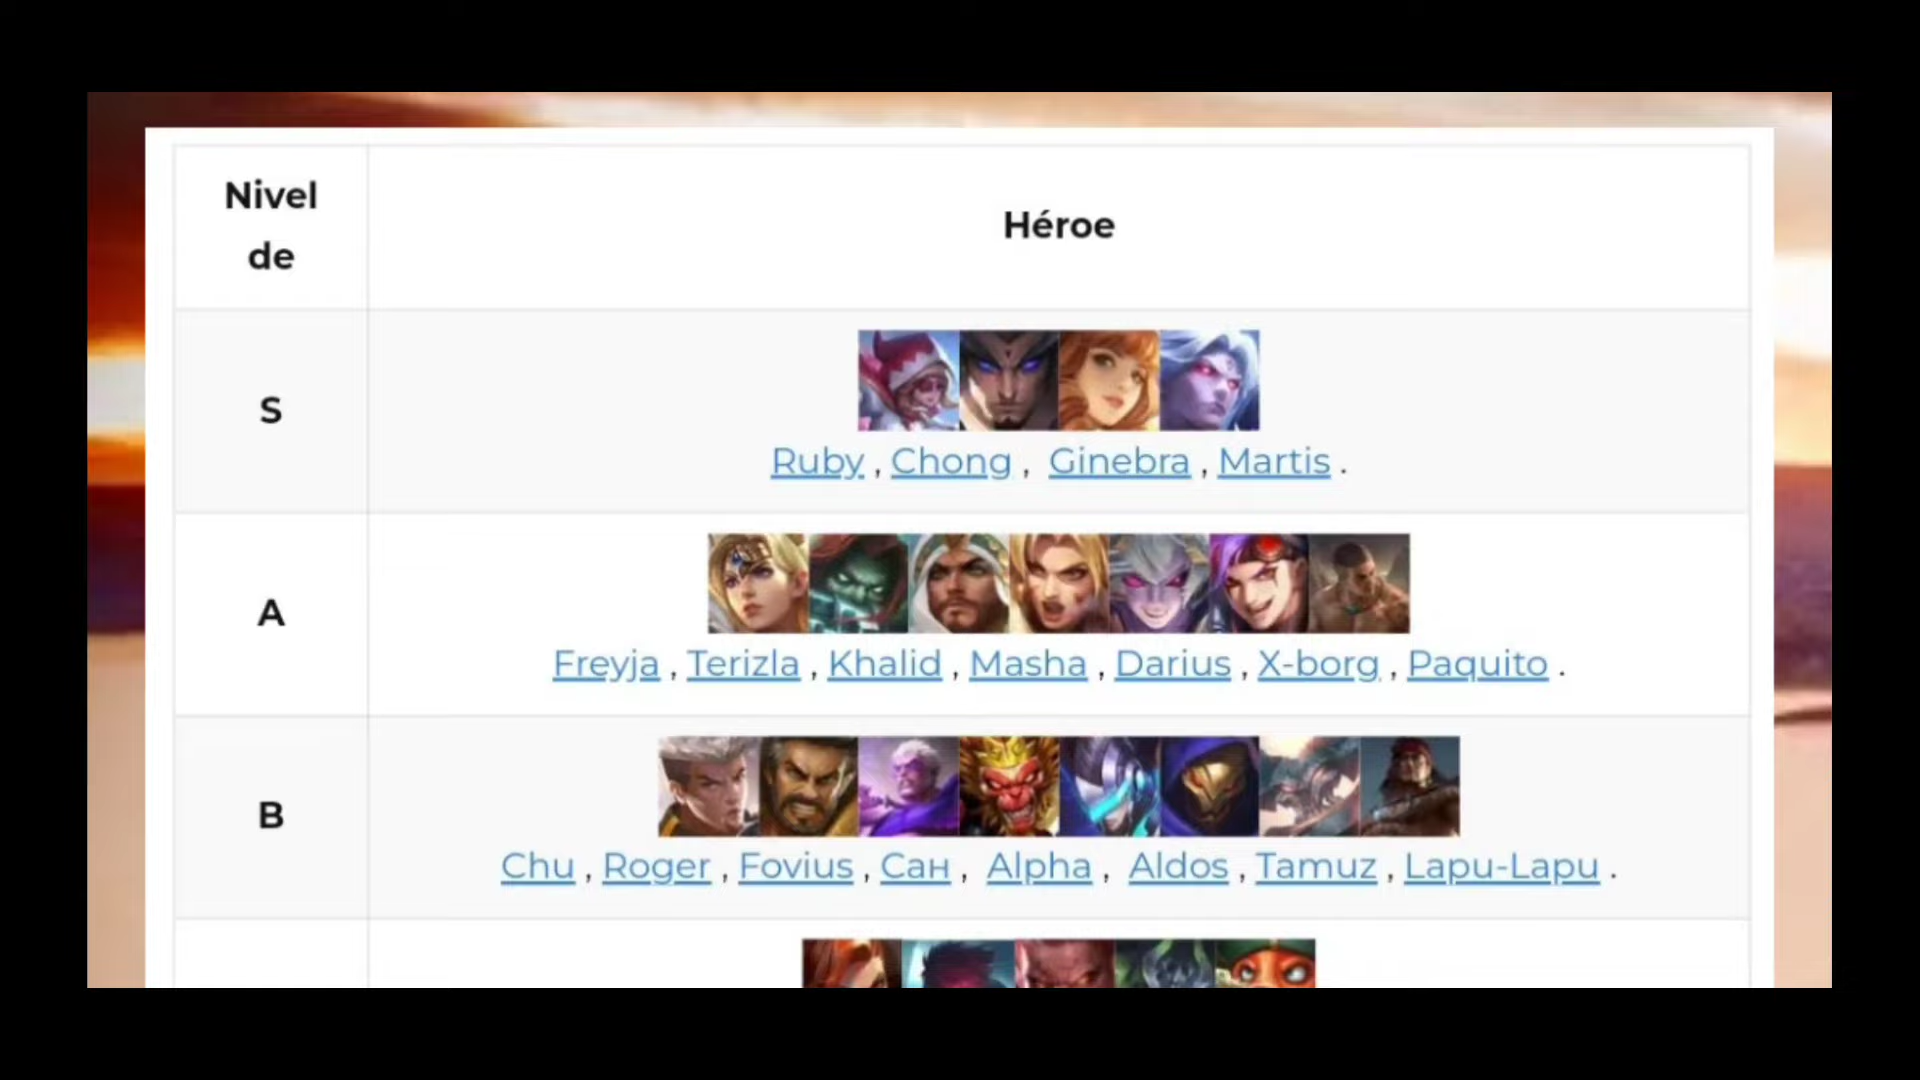 Nivel
de
Héroe
S
Ruby , Chong , Ginebra , Martis .
A
Freyja , Terizla , Khalid , Masha , Darius , X-borg , Paquito .
B
Chu , Roger , Fovius , Сан , Alpha , Aldos , Tamuz , Lapu-Lapu .